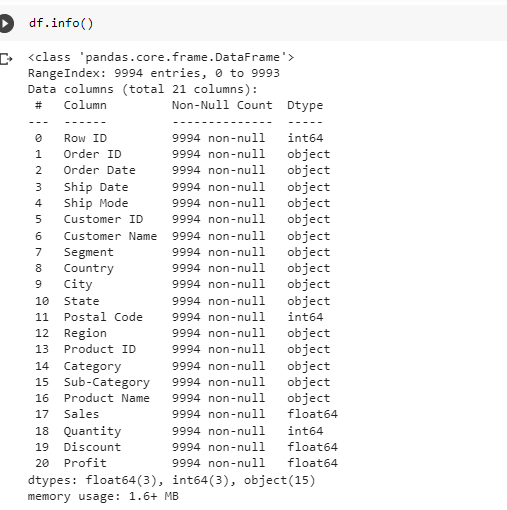 df.info()
<class 'pandas.core.frame.DataFrame'>
RangeIndex: 9994 entries, 0 to 9993
Data columns (total 21 columns):
 #   Column         Non-Null Count  Dtype
---  ------         --------------  -----
 0   Row ID         9994 non-null   int64
 1   Order ID       9994 non-null   object
 2   Order Date     9994 non-null   object
 3   Ship Date      9994 non-null   object
 4   Ship Mode      9994 non-null   object
 5   Customer ID    9994 non-null   object
 6   Customer Name  9994 non-null   object
 7   Segment        9994 non-null   object
 8   Country        9994 non-null   object
 9   City           9994 non-null   object
 10  State          9994 non-null   object
 11  Postal Code    9994 non-null   int64
 12  Region         9994 non-null   object
 13  Product ID     9994 non-null   object
 14  Category       9994 non-null   object
 15  Sub-Category   9994 non-null   object
 16  Product Name   9994 non-null   object
 17  Sales          9994 non-null   float64
 18  Quantity       9994 non-null   int64
 19  Discount       9994 non-null   float64
 20  Profit         9994 non-null   float64
dtypes: float64(3), int64(3), object(15)
memory usage: 1.6+ MB